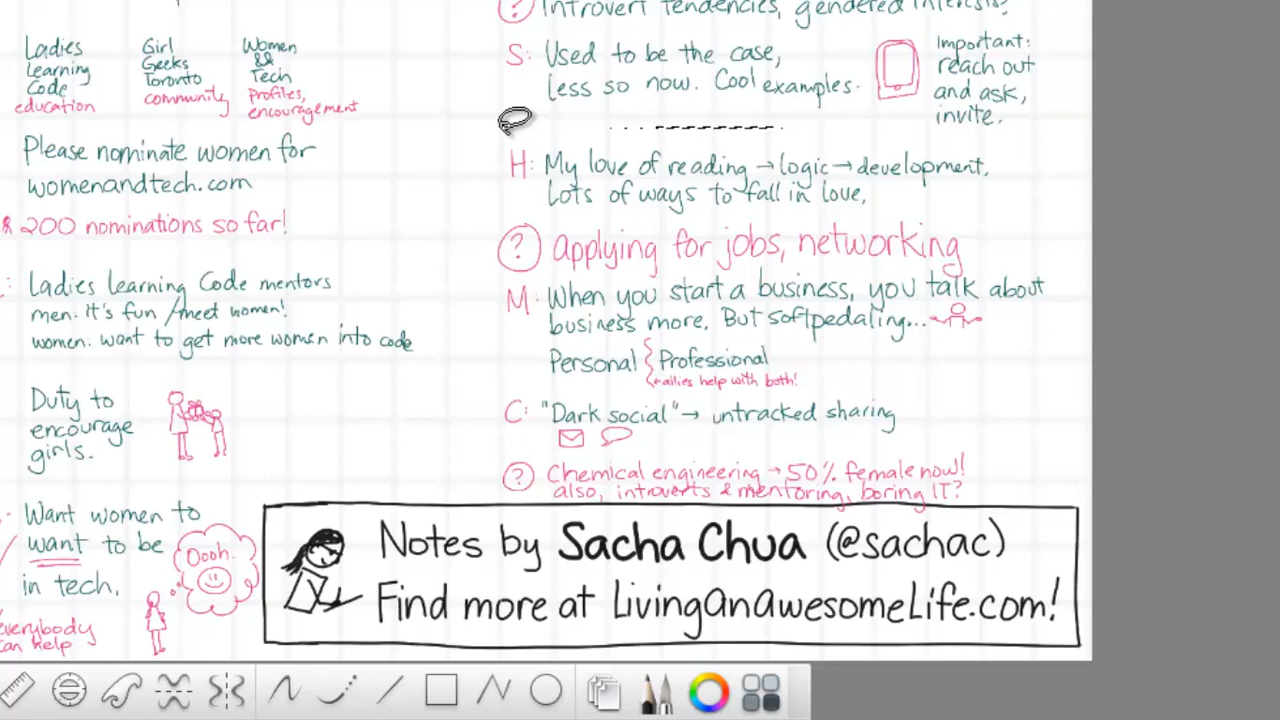 Ladies
Learning
Code
education
Girl
Geeks
Toronto
community
Women
&
Tech
Profiles,
encouragement
Please nominate women for
womenandtech.com
200 nominations so far!
Ladies learning Code mentors
men: it's fun /meet women!
women: want to get more women into code
Duty to
encourage
girls.
Want women to
want to be
in tech.
Oooh.
everybody
can help
? Introvert tendencies, gendered interests?
S: Used to be the case,
less so now. Cool examples.
Important:
reach out
and ask,
invite.
H: My love of reading → logic → development.
Lots of ways to fall in love.
? applying for jobs, networking
M: When you start a business, you talk about
business more. But softpedaling...
Personal { Professional
allies help with both!
C: "Dark social" → untracked sharing
? Chemical engineering → 50% female now!
also, introverts & mentoring, boring IT?
Notes by Sacha Chua (@sachac)
Find more at LivinganawesomeLife.com!